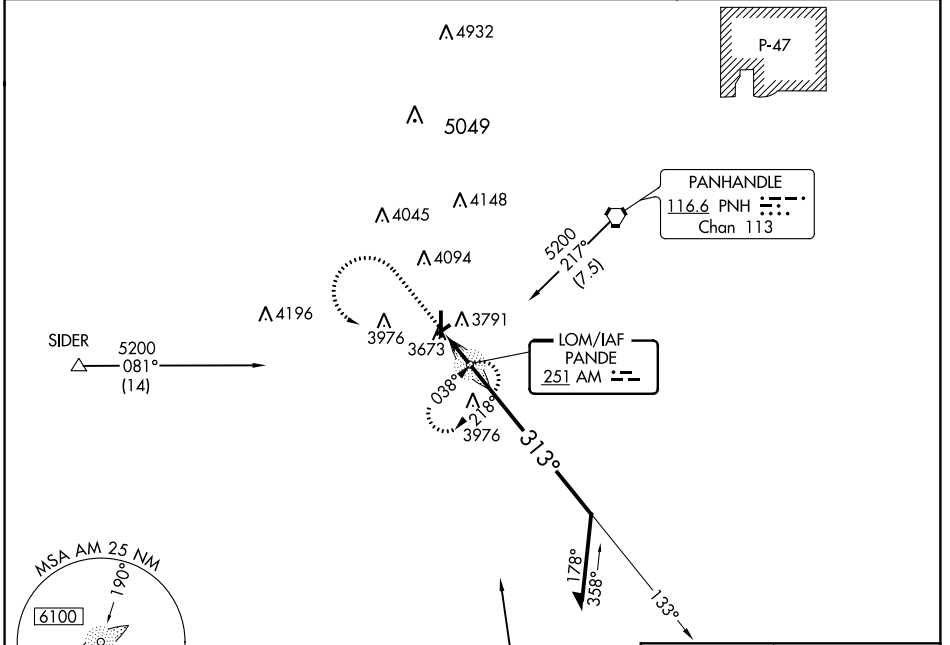 4932
P-47
5049
PANHANDLE
116.6 PNH
Chan 113
4148
4045
5200
217°
(7.5)
4094
4196
3976
3791
3673
SIDER
5200
081°
(14)
LOM/IAF
PANDE
251 AM
038°
218°
3976
313°
178°
358°
133°
MSA AM 25 NM
190°
6100